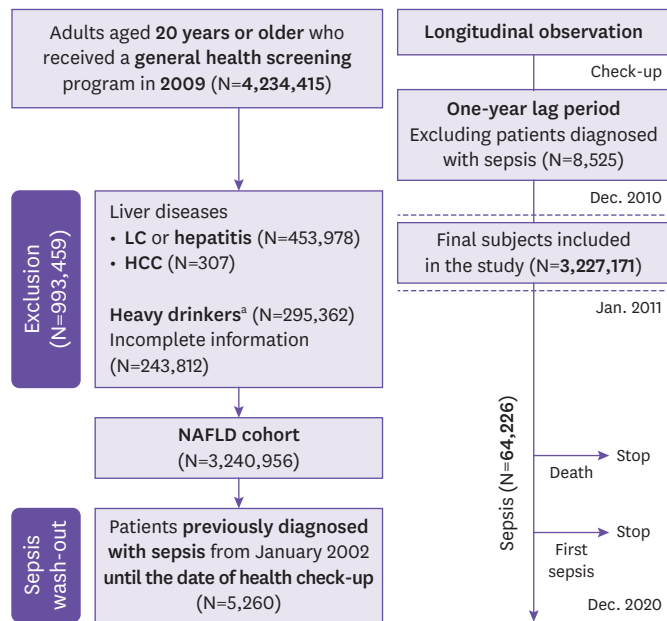 Adults aged 20 years or older who
received a general health screening
program in 2009 (N=4,234,415)
Exclusion
(N=993,459)
Liver diseases
• LC or hepatitis (N=453,978)
• HCC (N=307)
Heavy drinkersᵃ (N=295,362)
Incomplete information
(N=243,812)
NAFLD cohort
(N=3,240,956)
Sepsis
wash-out
Patients previously diagnosed
with sepsis from January 2002
until the date of health check-up
(N=5,260)
Longitudinal observation
Check-up
One-year lag period
Excluding patients diagnosed
with sepsis (N=8,525)
Dec. 2010
Final subjects included
in the study (N=3,227,171)
Jan. 2011
Sepsis (N=64,226)
Stop
Death
Stop
First
sepsis
Dec. 2020